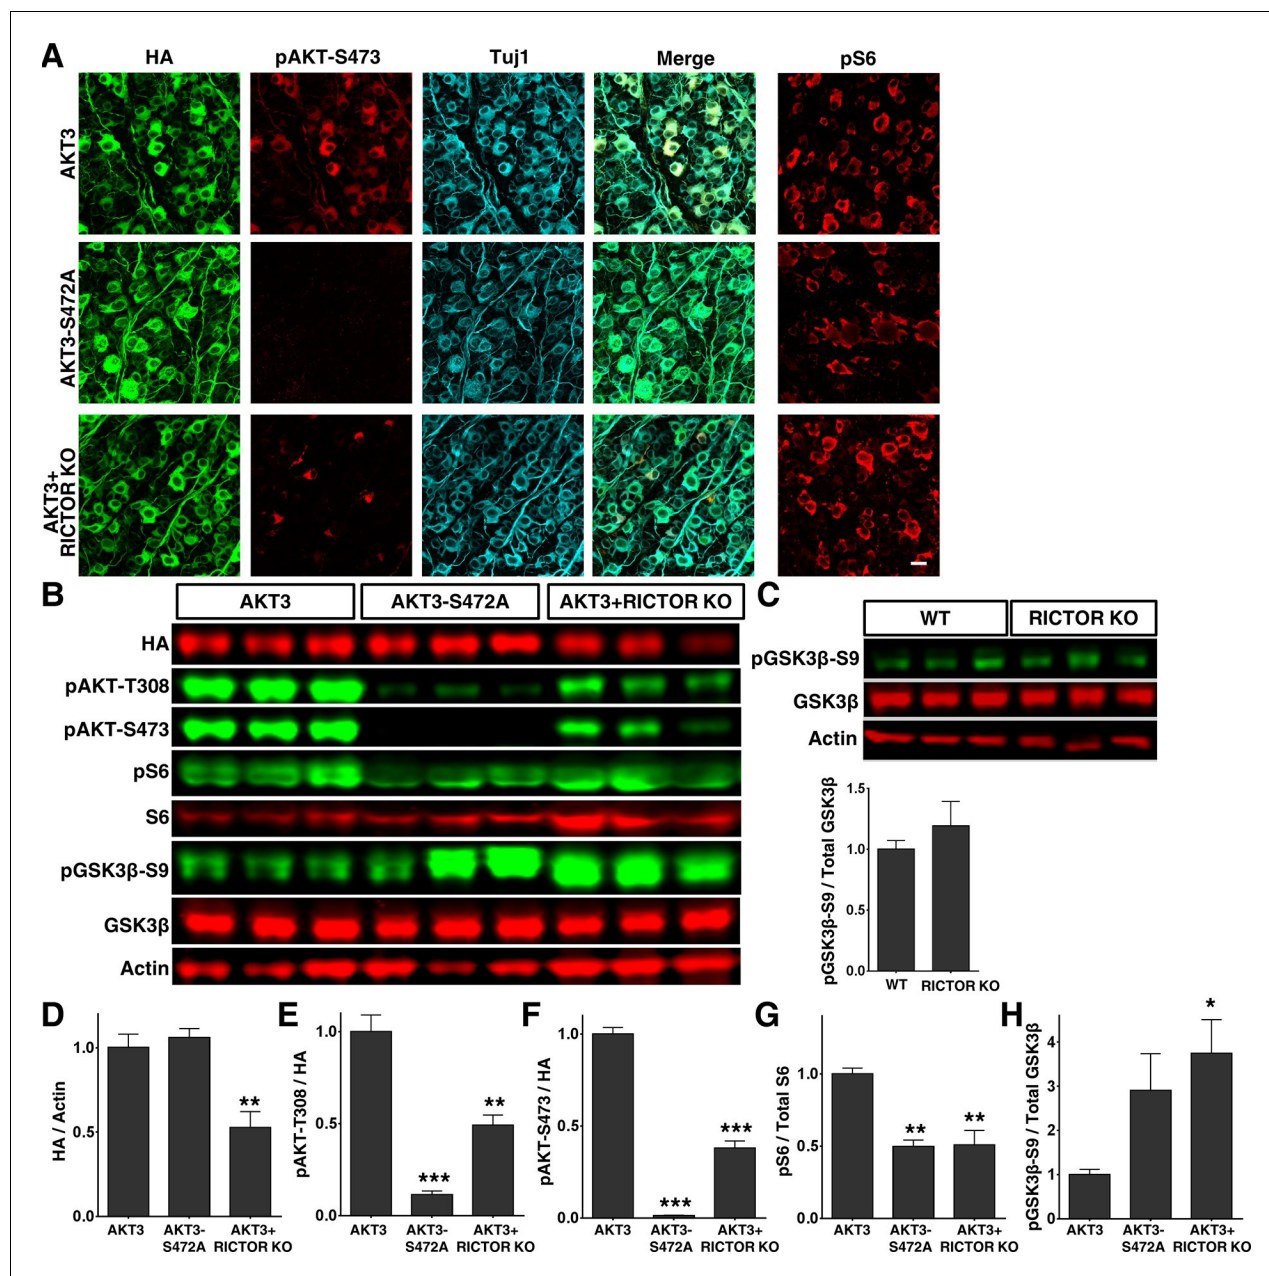 A
HA
pAKT-S473
Tuj1
Merge
pS6
AKT3
AKT3-S472A
AKT3+
RICTOR KO
B
AKT3
AKT3-S472A
AKT3+RICTOR KO
HA
pAKT-T308
pAKT-S473
pS6
S6
pGSK3β-S9
GSK3β
Actin
C
WT
RICTOR KO
pGSK3β-S9
GSK3β
Actin
pGSK3β-S9 / Total GSK3β
1.5
1.0
0.5
0.0
WT
RICTOR KO
D
HA / Actin
1.0
0.5
0.0
**
AKT3
AKT3-
S472A
AKT3+
RICTOR KO
E
pAKT-T308 / HA
1.0
0.5
0.0
***
**
AKT3
AKT3-
S472A
AKT3+
RICTOR KO
F
pAKT-S473 / HA
1.0
0.5
0.0
***
***
AKT3
AKT3-
S472A
AKT3+
RICTOR KO
G
pS6 / Total S6
1.0
0.5
0.0
**
**
AKT3
AKT3-
S472A
AKT3+
RICTOR KO
H
pGSK3β-S9 / Total GSK3β
4
3
2
1
0
*
AKT3
AKT3-
S472A
AKT3+
RICTOR KO